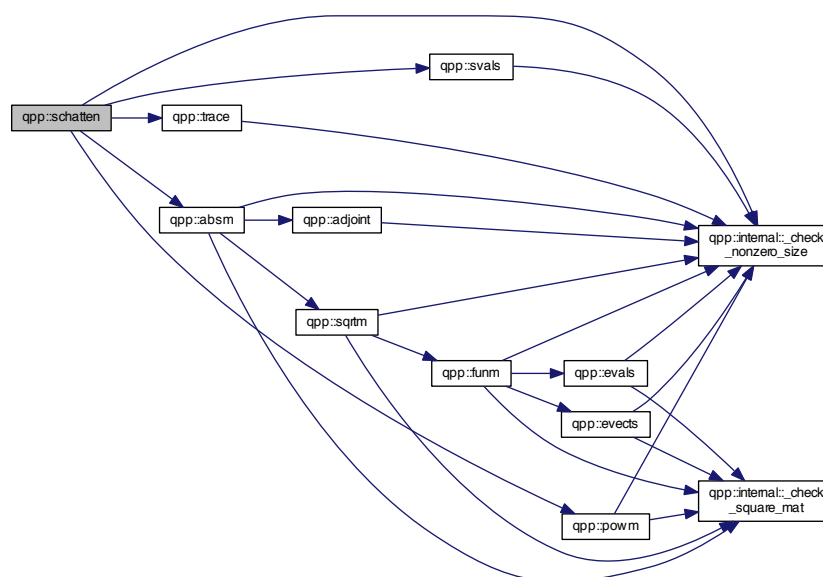 qpp::schatten
qpp::svals
qpp::trace
qpp::absm
qpp::adjoint
qpp::internal::_check
_nonzero_size
qpp::sqrtm
qpp::funm
qpp::evals
qpp::evects
qpp::internal::_check
_square_mat
qpp::powm